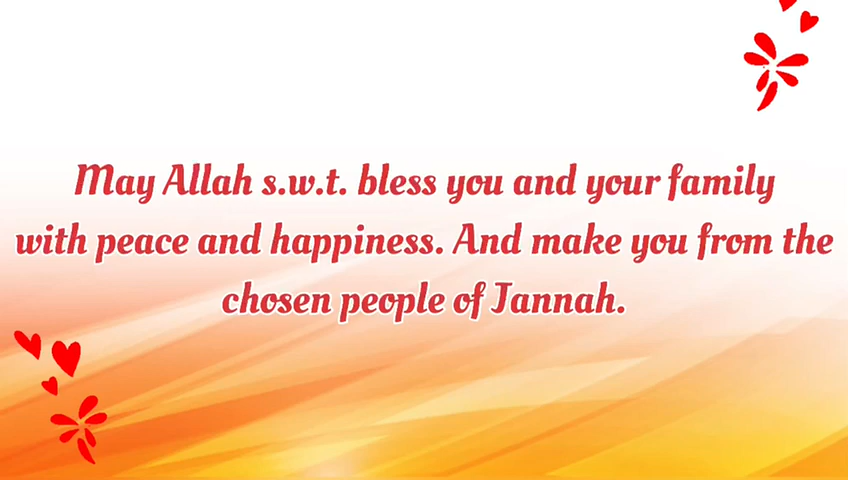 May Allah s.w.t. bless you and your family
with peace and happiness. And make you from the
chosen people of Jannah.